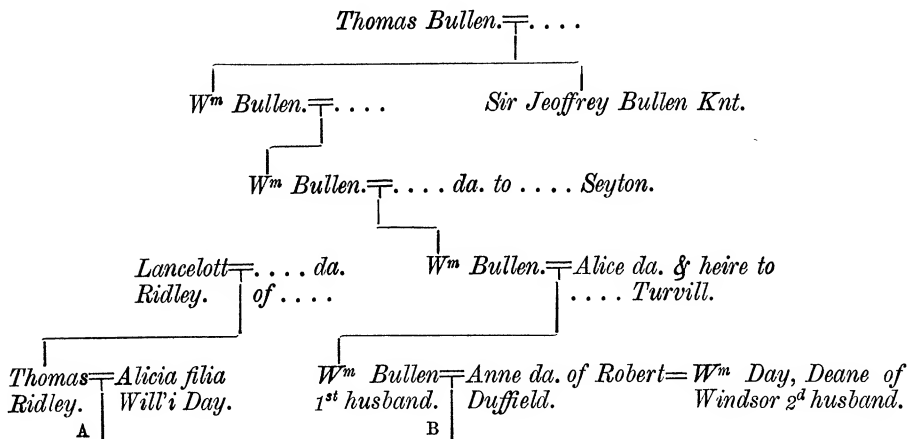 Thomas Bullen. = . . . .
Wm Bullen. = . . . . Sir Jeoffrey Bullen Knt.
Wm Bullen. = . . . . da. to . . . . Seyton.
Lancelott = . . . . da.
Ridley. of . . . .
Wm Bullen. = Alice da. & heire to
. . . . Turvill.
Thomas = Alicia filia
Ridley. Will'i Day.
A
Wm Bullen = Anne da. of Robert = Wm Day, Deane of
1st husband. Duffield. Windsor 2d husband.
B